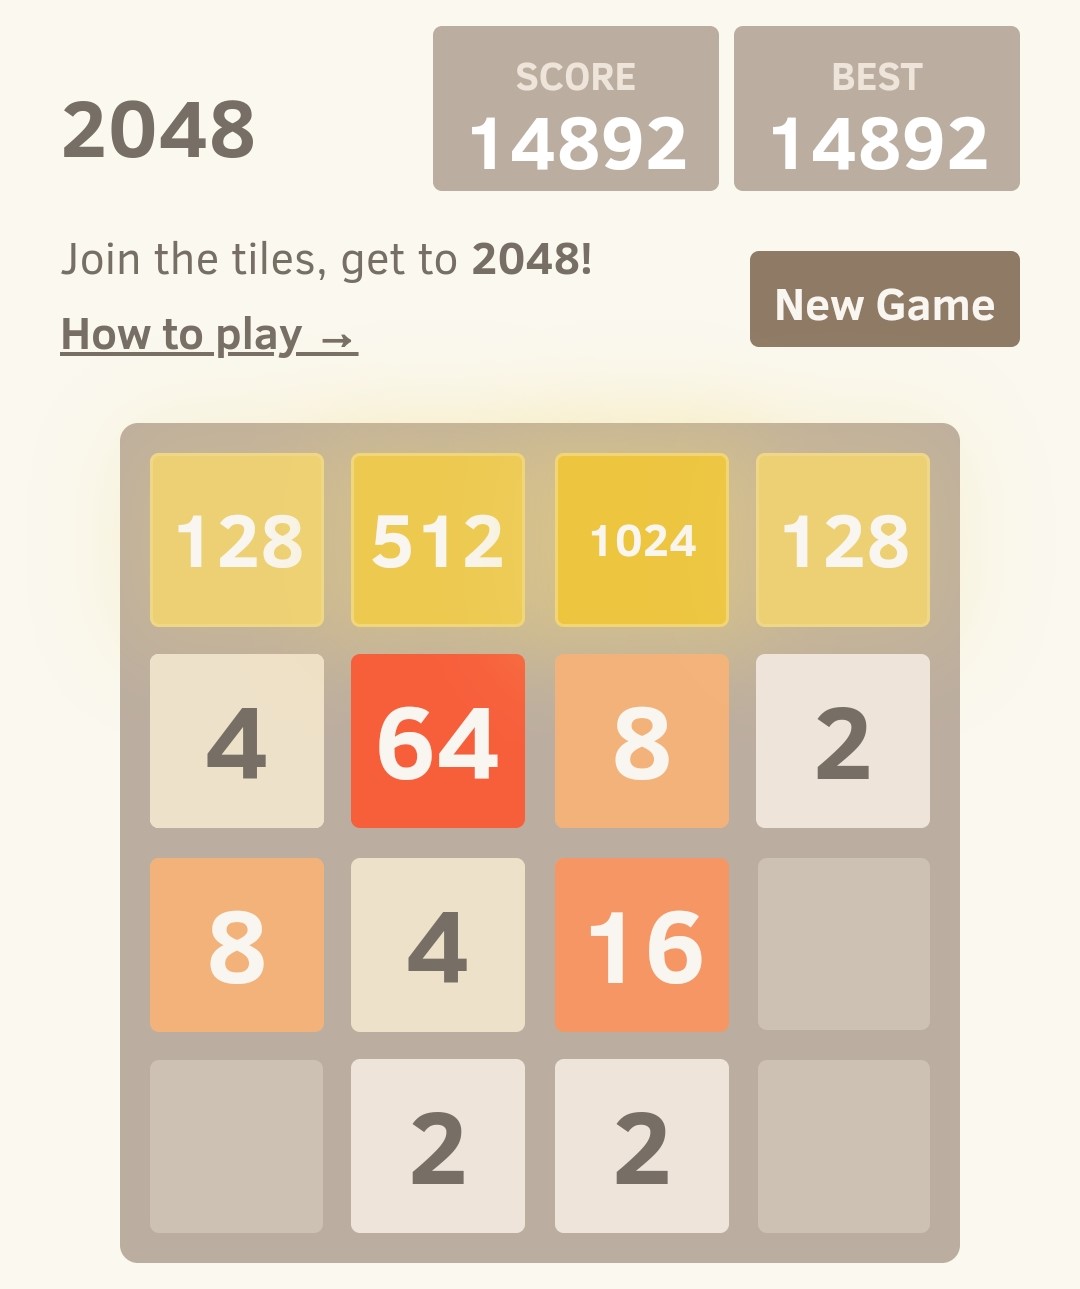 2048
SCORE
14892
BEST
14892
Join the tiles, get to 2048!
How to play →
New Game
128 512 1024 128
4 64 8 2
8 4 16
2 2